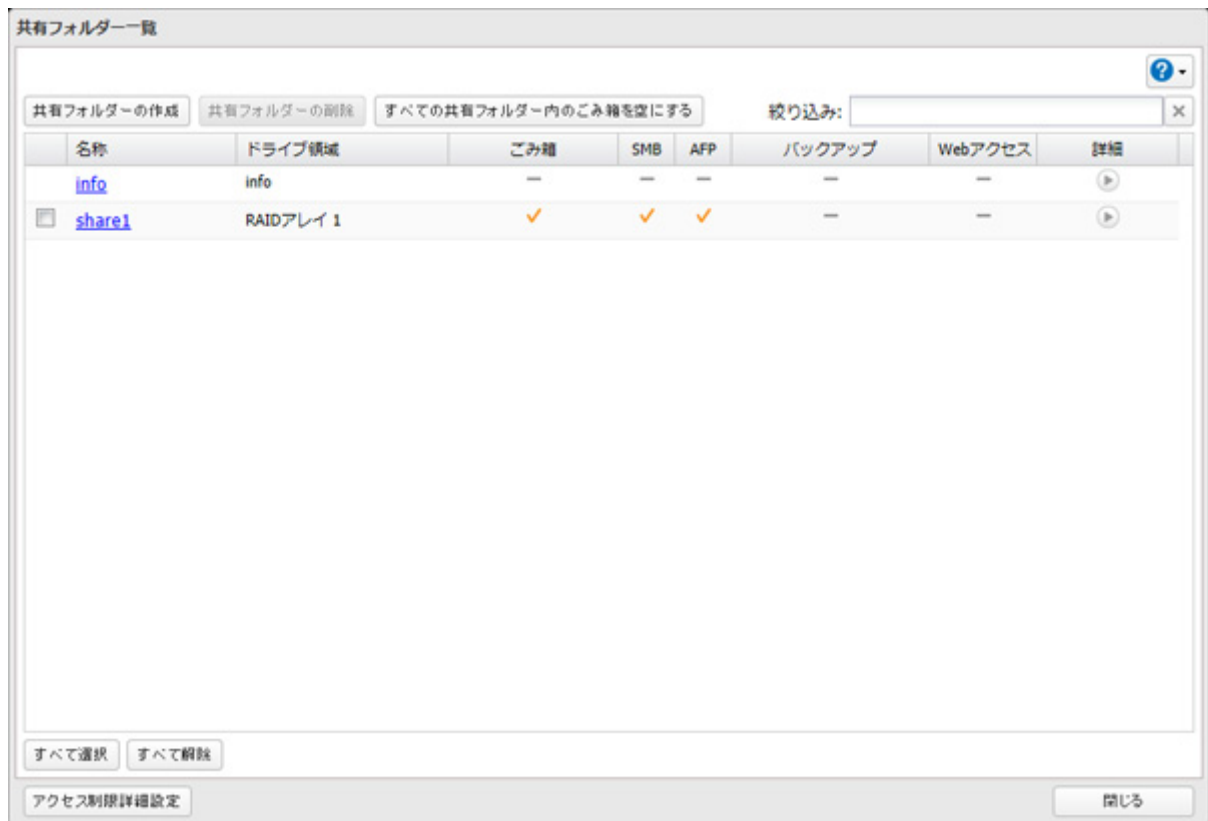 共有フォルダー一覧
共有フォルダーの作成 共有フォルダーの削除 すべての共有フォルダー内のごみ箱を空にする 絞り込み:
名称 ドライブ領域 ごみ箱 SMB AFP バックアップ Webアクセス 詳細
info info
share1 RAIDアレイ 1
すべて選択 すべて解除
アクセス制限詳細設定 閉じる